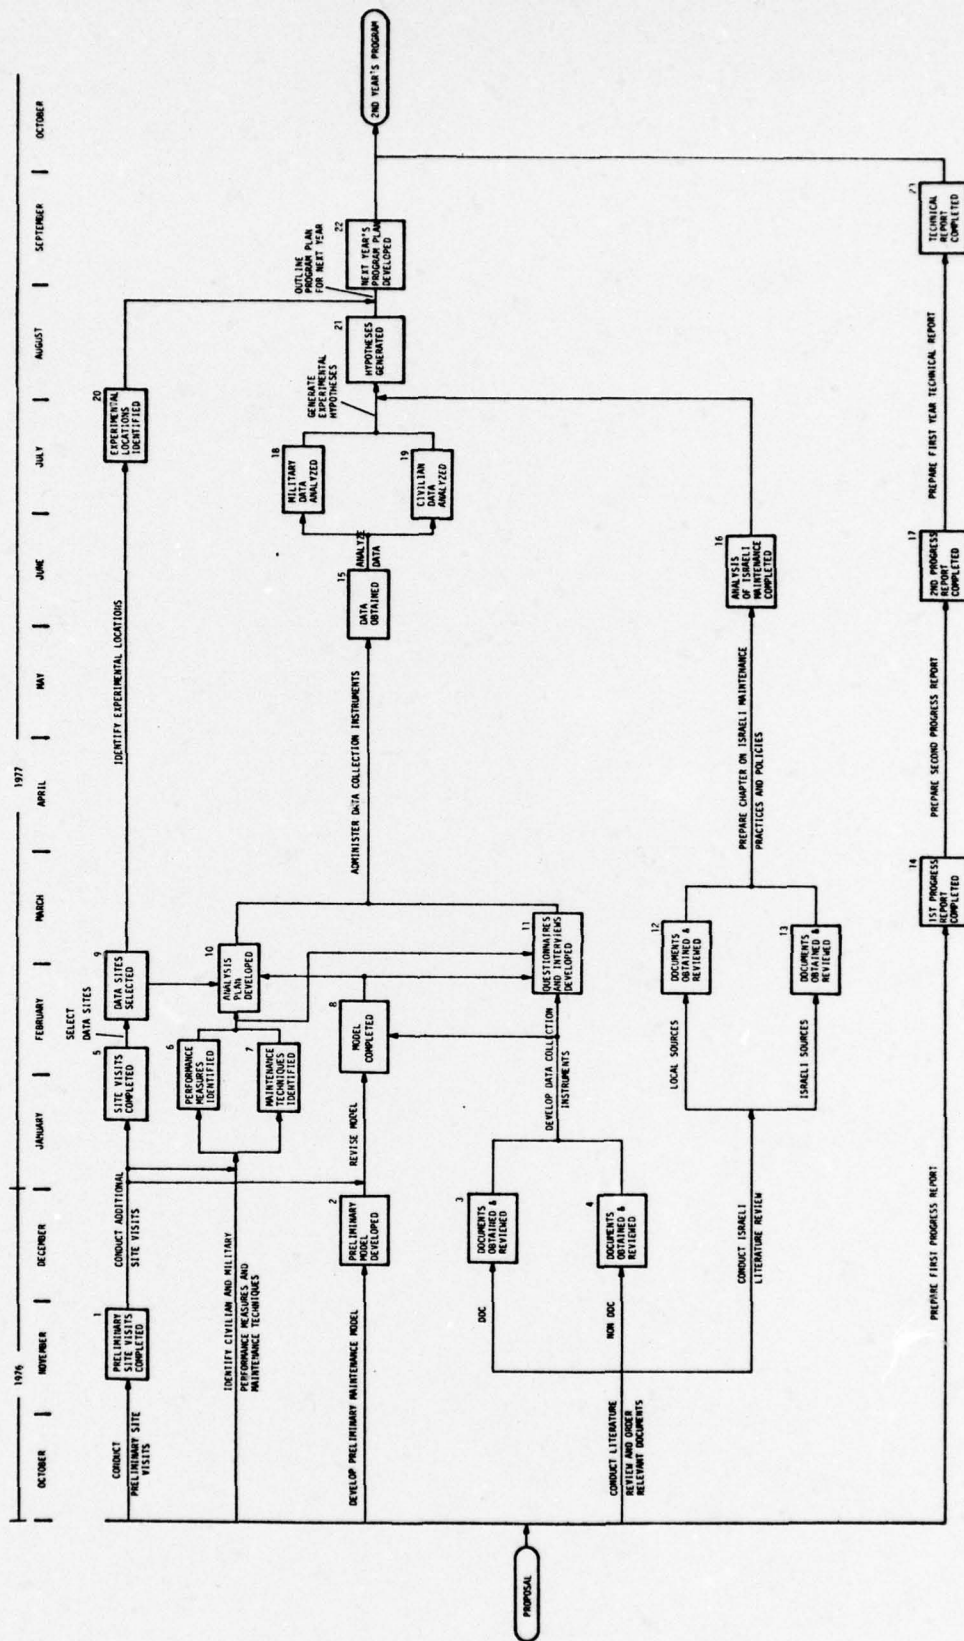 1976
1977
OCTOBER
NOVEMBER
DECEMBER
JANUARY
FEBRUARY
MARCH
APRIL
MAY
JUNE
JULY
AUGUST
SEPTEMBER
OCTOBER
CONDUCT
PRELIMINARY SITE
VISITS
1
PRELIMINARY
SITE VISITS
COMPLETED
CONDUCT ADDITIONAL
SITE VISITS
5
SITE VISITS
COMPLETED
SELECT
DATA SITES
9
DATA SITES
SELECTED
IDENTIFY EXPERIMENTAL LOCATIONS
20
EXPERIMENTAL
LOCATIONS
IDENTIFIED
IDENTIFY CIVILIAN AND MILITARY
PERFORMANCE MEASURES AND
MAINTENANCE TECHNIQUES
6
PERFORMANCE
MEASURES
IDENTIFIED
7
MAINTENANCE
TECHNIQUES
IDENTIFIED
10
ANALYSIS
PLAN
DEVELOPED
DEVELOP PRELIMINARY MAINTENANCE MODEL
2
PRELIMINARY
MODEL
DEVELOPED
REVISE MODEL
8
MODEL
COMPLETED
ADMINISTER DATA COLLECTION INSTRUMENTS
15
DATA
OBTAINED
ANALYZE
DATA
18
MILITARY
DATA
ANALYZED
19
CIVILIAN
DATA
ANALYZED
GENERATE
EXPERIMENTAL
HYPOTHESES
21
HYPOTHESES
GENERATED
OUTLINE
PROGRAM PLAN
FOR NEXT YEAR
22
NEXT YEAR'S
PROGRAM PLAN
DEVELOPED
2ND YEAR'S PROGRAM
PROPOSAL
CONDUCT LITERATURE
REVIEW AND ORDER
RELEVANT DOCUMENTS
DDC
3
DOCUMENTS
OBTAINED &
REVIEWED
NON DDC
4
DOCUMENTS
OBTAINED &
REVIEWED
DEVELOP DATA COLLECTION
INSTRUMENTS
11
QUESTIONNAIRES
AND INTERVIEWS
DEVELOPED
CONDUCT ISRAELI
LITERATURE REVIEW
LOCAL SOURCES
12
DOCUMENTS
OBTAINED &
REVIEWED
ISRAELI SOURCES
13
DOCUMENTS
OBTAINED &
REVIEWED
PREPARE CHAPTER ON ISRAELI MAINTENANCE
PRACTICES AND POLICIES
16
ANALYSIS
OF ISRAELI
MAINTENANCE
COMPLETED
PREPARE FIRST PROGRESS REPORT
14
1ST PROGRESS
REPORT
COMPLETED
PREPARE SECOND PROGRESS REPORT
17
2ND PROGRESS
REPORT
COMPLETED
PREPARE FIRST YEAR TECHNICAL REPORT
23
TECHNICAL
REPORT
COMPLETED